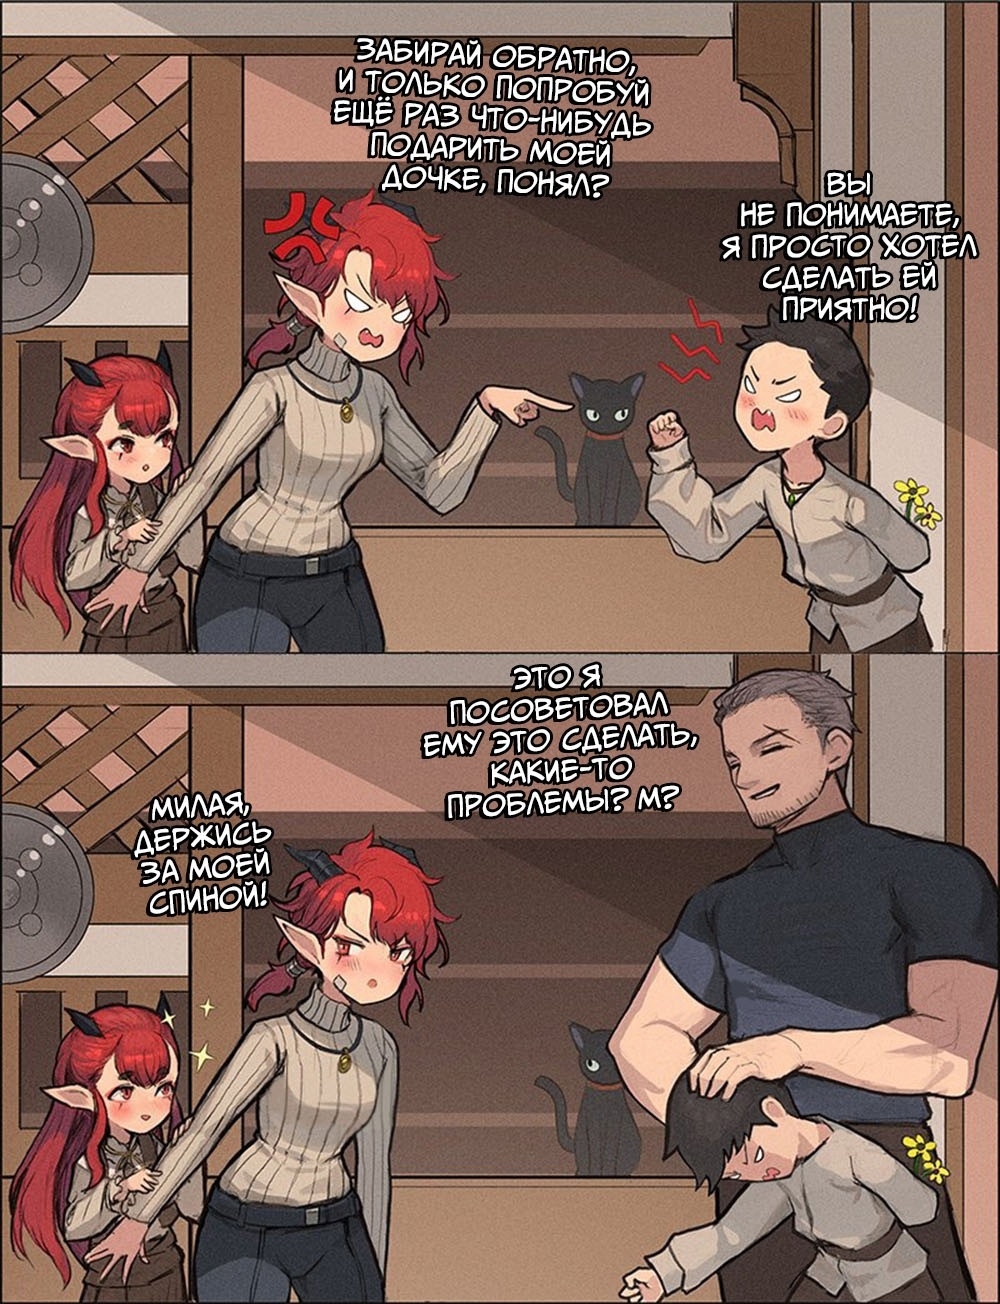 ЗАБИРАЙ ОБРАТНО,
И ТОЛЬКО ПОПРОБУЙ
ЕЩЁ РАЗ ЧТО-НИБУДЬ
ПОДАРИТЬ МОЕЙ
ДОЧКЕ, ПОНЯЛ?
ВЫ
НЕ ПОНИМАЕТЕ,
Я ПРОСТО ХОТЕЛ
СДЕЛАТЬ ЕЙ
ПРИЯТНО!
ЭТО Я
ПОСОВЕТОВАЛ
ЕМУ ЭТО СДЕЛАТЬ,
КАКИЕ-ТО
ПРОБЛЕМЫ? М?
МИЛАЯ,
ДЕРЖИСЬ
ЗА МОЕЙ
СПИНОЙ!